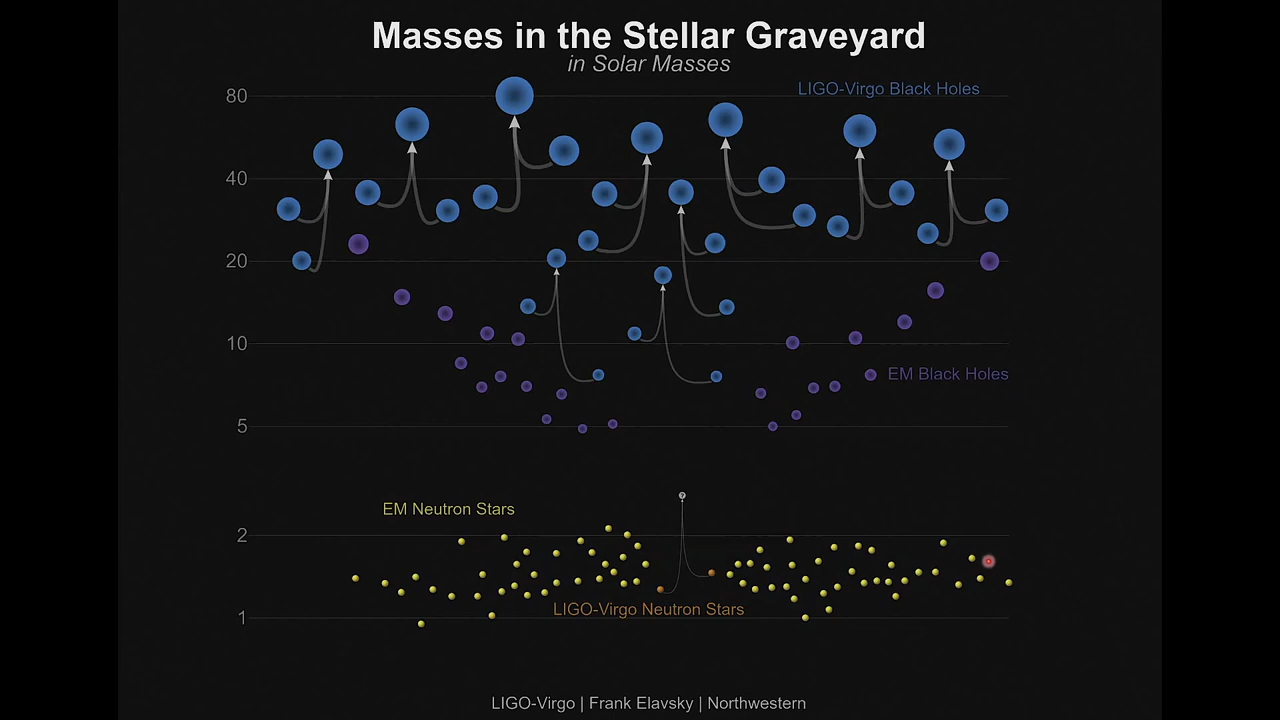 Masses in the Stellar Graveyard
in Solar Masses
LIGO-Virgo Black Holes
80
40
20
10
EM Black Holes
5
?
EM Neutron Stars
2
LIGO-Virgo Neutron Stars
1
LIGO-Virgo | Frank Elavsky | Northwestern